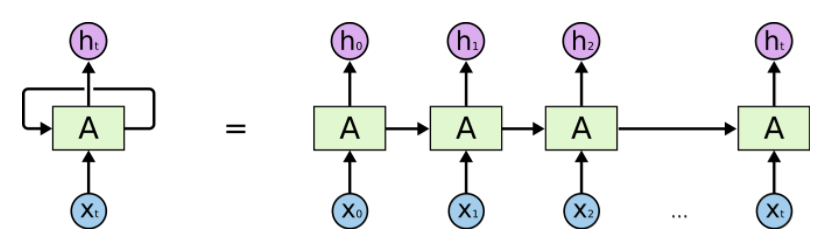 hₜ h₀ h₁ h₂ hₜ
A = A A A A
xₜ x₀ x₁ x₂ ... xₜ